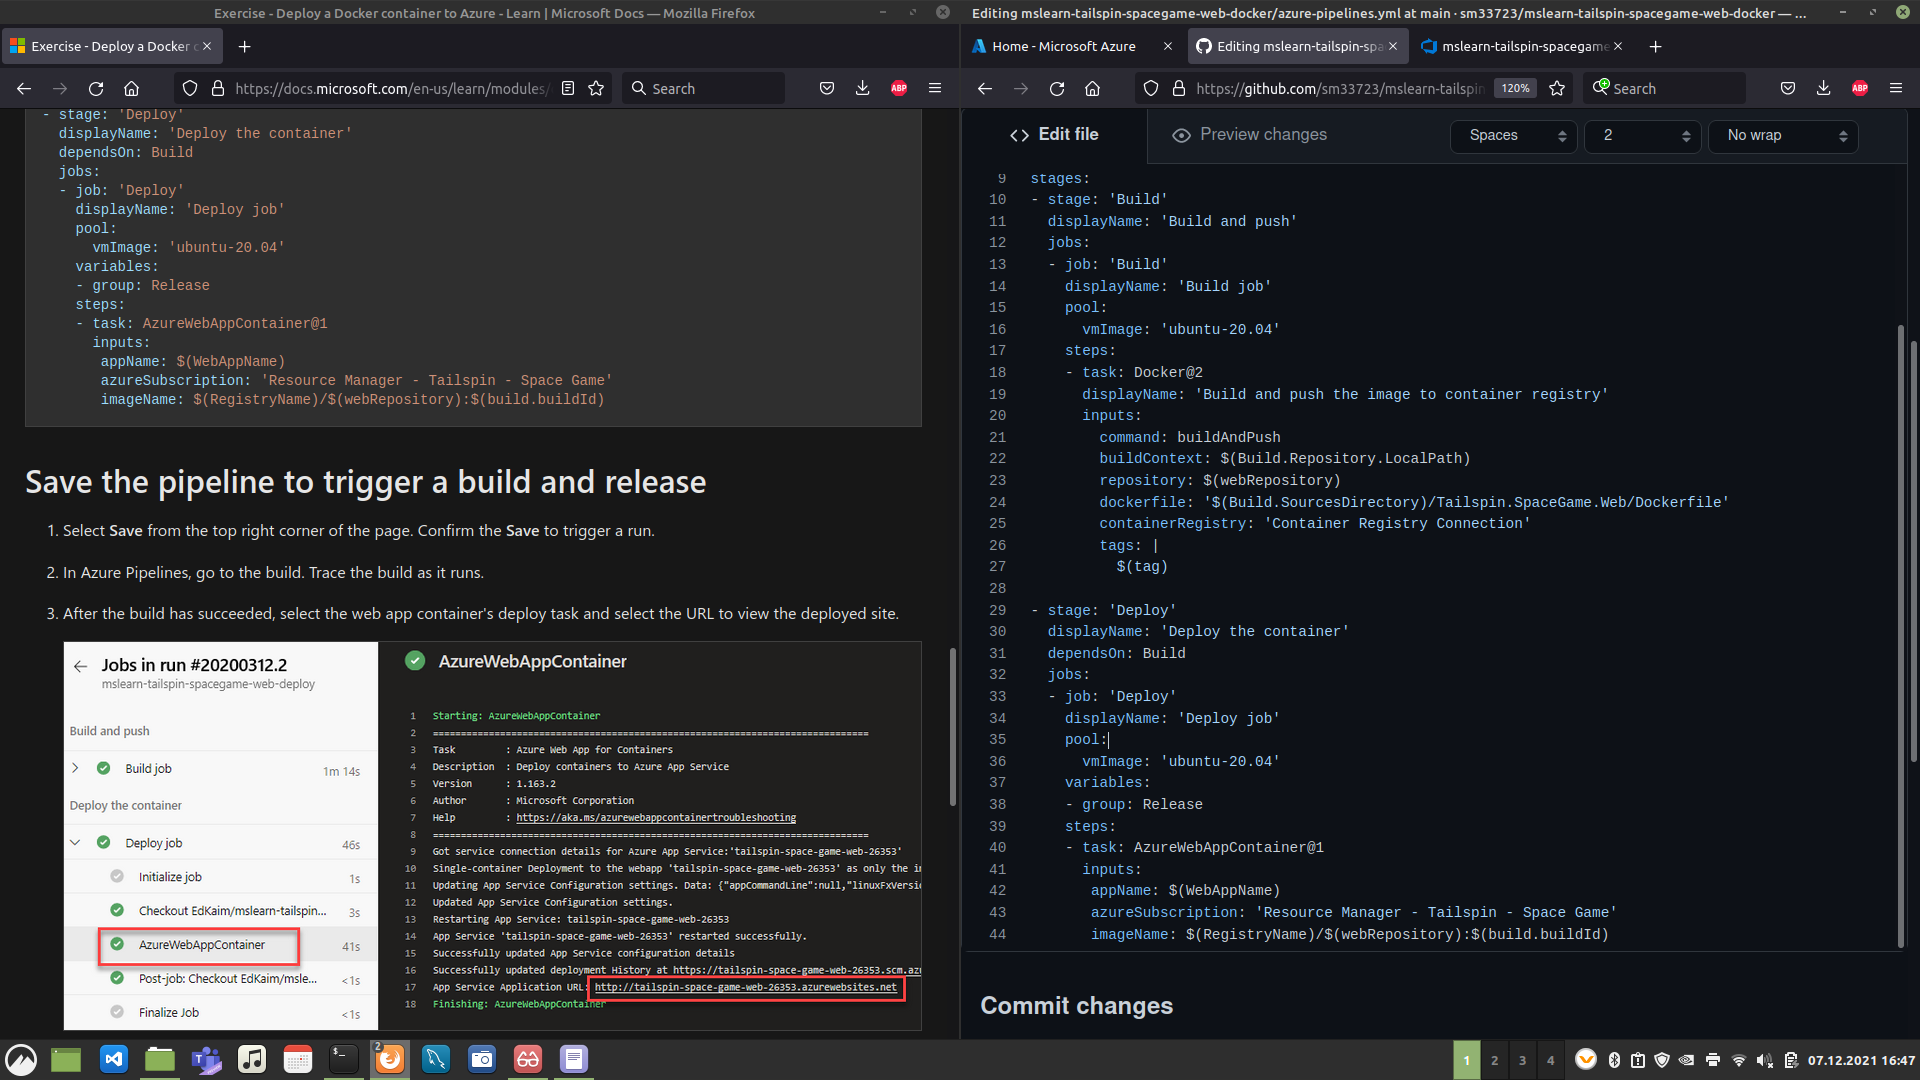 Exercise - Deploy a Docker container to Azure - Learn | Microsoft Docs — Mozilla Firefox
Exercise - Deploy a Docker c
https://docs.microsoft.com/en-us/learn/modules/
Search
ABP
- stage: 'Deploy'
displayName: 'Deploy the container'
dependsOn: Build
jobs:
- job: 'Deploy'
displayName: 'Deploy job'
pool:
vmImage: 'ubuntu-20.04'
variables:
- group: Release
steps:
- task: AzureWebAppContainer@1
inputs:
appName: $(WebAppName)
azureSubscription: 'Resource Manager - Tailspin - Space Game'
imageName: $(RegistryName)/$(webRepository):$(build.buildId)
Save the pipeline to trigger a build and release
1. Select Save from the top right corner of the page. Confirm the Save to trigger a run.
2. In Azure Pipelines, go to the build. Trace the build as it runs.
3. After the build has succeeded, select the web app container's deploy task and select the URL to view the deployed site.
Jobs in run #20200312.2
mslearn-tailspin-spacegame-web-deploy
Build and push
Build job 1m 14s
Deploy the container
Deploy job 46s
Initialize job 1s
Checkout EdKaim/mslearn-tailspin... 3s
AzureWebAppContainer 41s
Post-job: Checkout EdKaim/msle... <1s
Finalize Job <1s
AzureWebAppContainer
1 Starting: AzureWebAppContainer
2 ==============================================================================
3 Task : Azure Web App for Containers
4 Description : Deploy containers to Azure App Service
5 Version : 1.163.2
6 Author : Microsoft Corporation
7 Help : https://aka.ms/azurewebappcontainertroubleshooting
8 ==============================================================================
9 Got service connection details for Azure App Service:'tailspin-space-game-web-26353'
10 Single-container Deployment to the webapp 'tailspin-space-game-web-26353' as only the i
11 Updating App Service Configuration settings. Data: {"appCommandLine":null,"linuxFxVersi
12 Updated App Service Configuration settings.
13 Restarting App Service: tailspin-space-game-web-26353
14 App Service 'tailspin-space-game-web-26353' restarted successfully.
15 Successfully updated App Service configuration details
16 Successfully updated deployment History at https://tailspin-space-game-web-26353.scm.az
17 App Service Application URL: http://tailspin-space-game-web-26353.azurewebsites.net
18 Finishing: AzureWebAppContainer
Editing mslearn-tailspin-spacegame-web-docker/azure-pipelines.yml at main · sm33723/mslearn-tailspin-spacegame-web-docker — ...
Home - Microsoft Azure
Editing mslearn-tailspin-spa
mslearn-tailspin-spacegame
https://github.com/sm33723/mslearn-tailspin
120%
Search
ABP
Edit file
Preview changes
Spaces
2
No wrap
9 stages:
10 - stage: 'Build'
11 displayName: 'Build and push'
12 jobs:
13 - job: 'Build'
14 displayName: 'Build job'
15 pool:
16 vmImage: 'ubuntu-20.04'
17 steps:
18 - task: Docker@2
19 displayName: 'Build and push the image to container registry'
20 inputs:
21 command: buildAndPush
22 buildContext: $(Build.Repository.LocalPath)
23 repository: $(webRepository)
24 dockerfile: '$(Build.SourcesDirectory)/Tailspin.SpaceGame.Web/Dockerfile'
25 containerRegistry: 'Container Registry Connection'
26 tags: |
27 $(tag)
28
29 - stage: 'Deploy'
30 displayName: 'Deploy the container'
31 dependsOn: Build
32 jobs:
33 - job: 'Deploy'
34 displayName: 'Deploy job'
35 pool:
36 vmImage: 'ubuntu-20.04'
37 variables:
38 - group: Release
39 steps:
40 - task: AzureWebAppContainer@1
41 inputs:
42 appName: $(WebAppName)
43 azureSubscription: 'Resource Manager - Tailspin - Space Game'
44 imageName: $(RegistryName)/$(webRepository):$(build.buildId)
Commit changes
2
1 2 3 4
07.12.2021 16:47